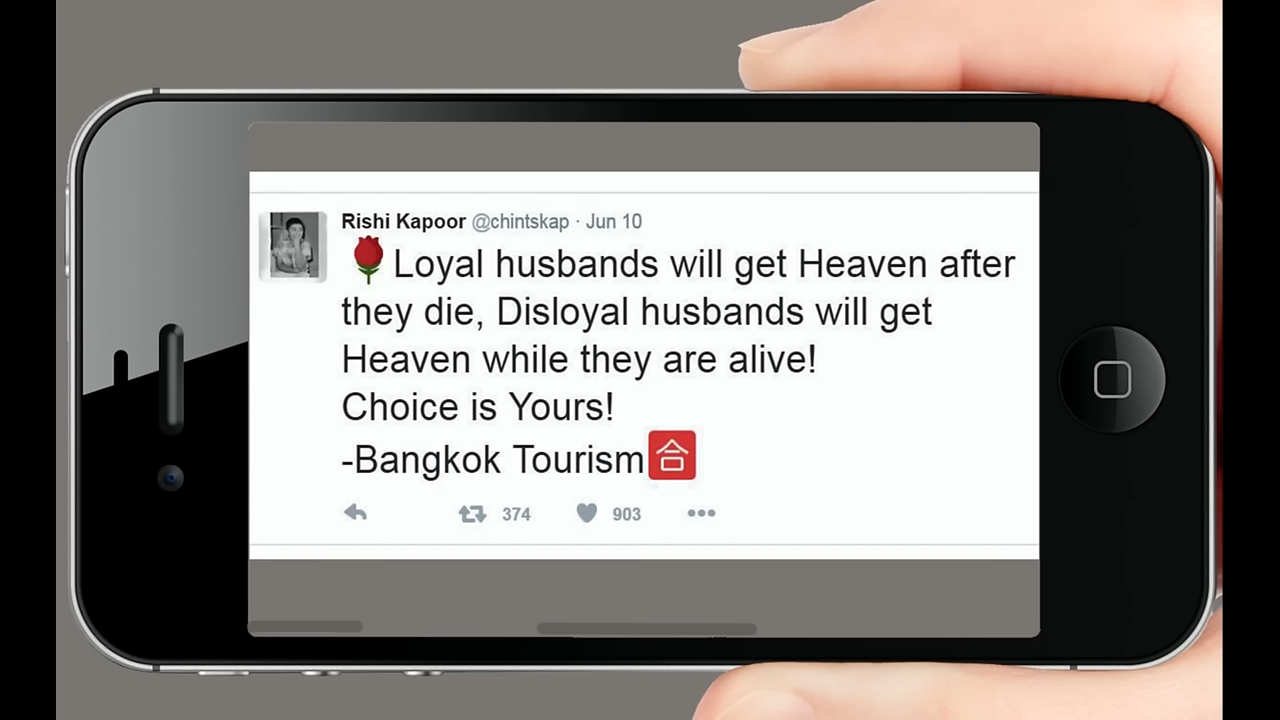 Rishi Kapoor @chintskap · Jun 10
🌹Loyal husbands will get Heaven after
they die, Disloyal husbands will get
Heaven while they are alive!
Choice is Yours!
-Bangkok Tourism🈴
374 903